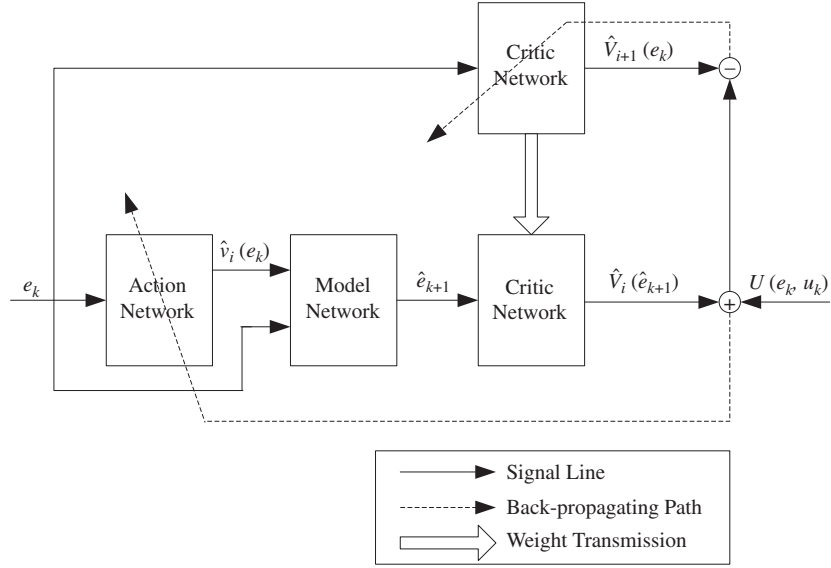 Critic
Network
V̂ᵢ₊₁ (eₖ)
−
eₖ
Action
Network
v̂ᵢ (eₖ)
Model
Network
êₖ₊₁
Critic
Network
V̂ᵢ (êₖ₊₁)
+
U (eₖ, uₖ)
Signal Line
Back-propagating Path
Weight Transmission